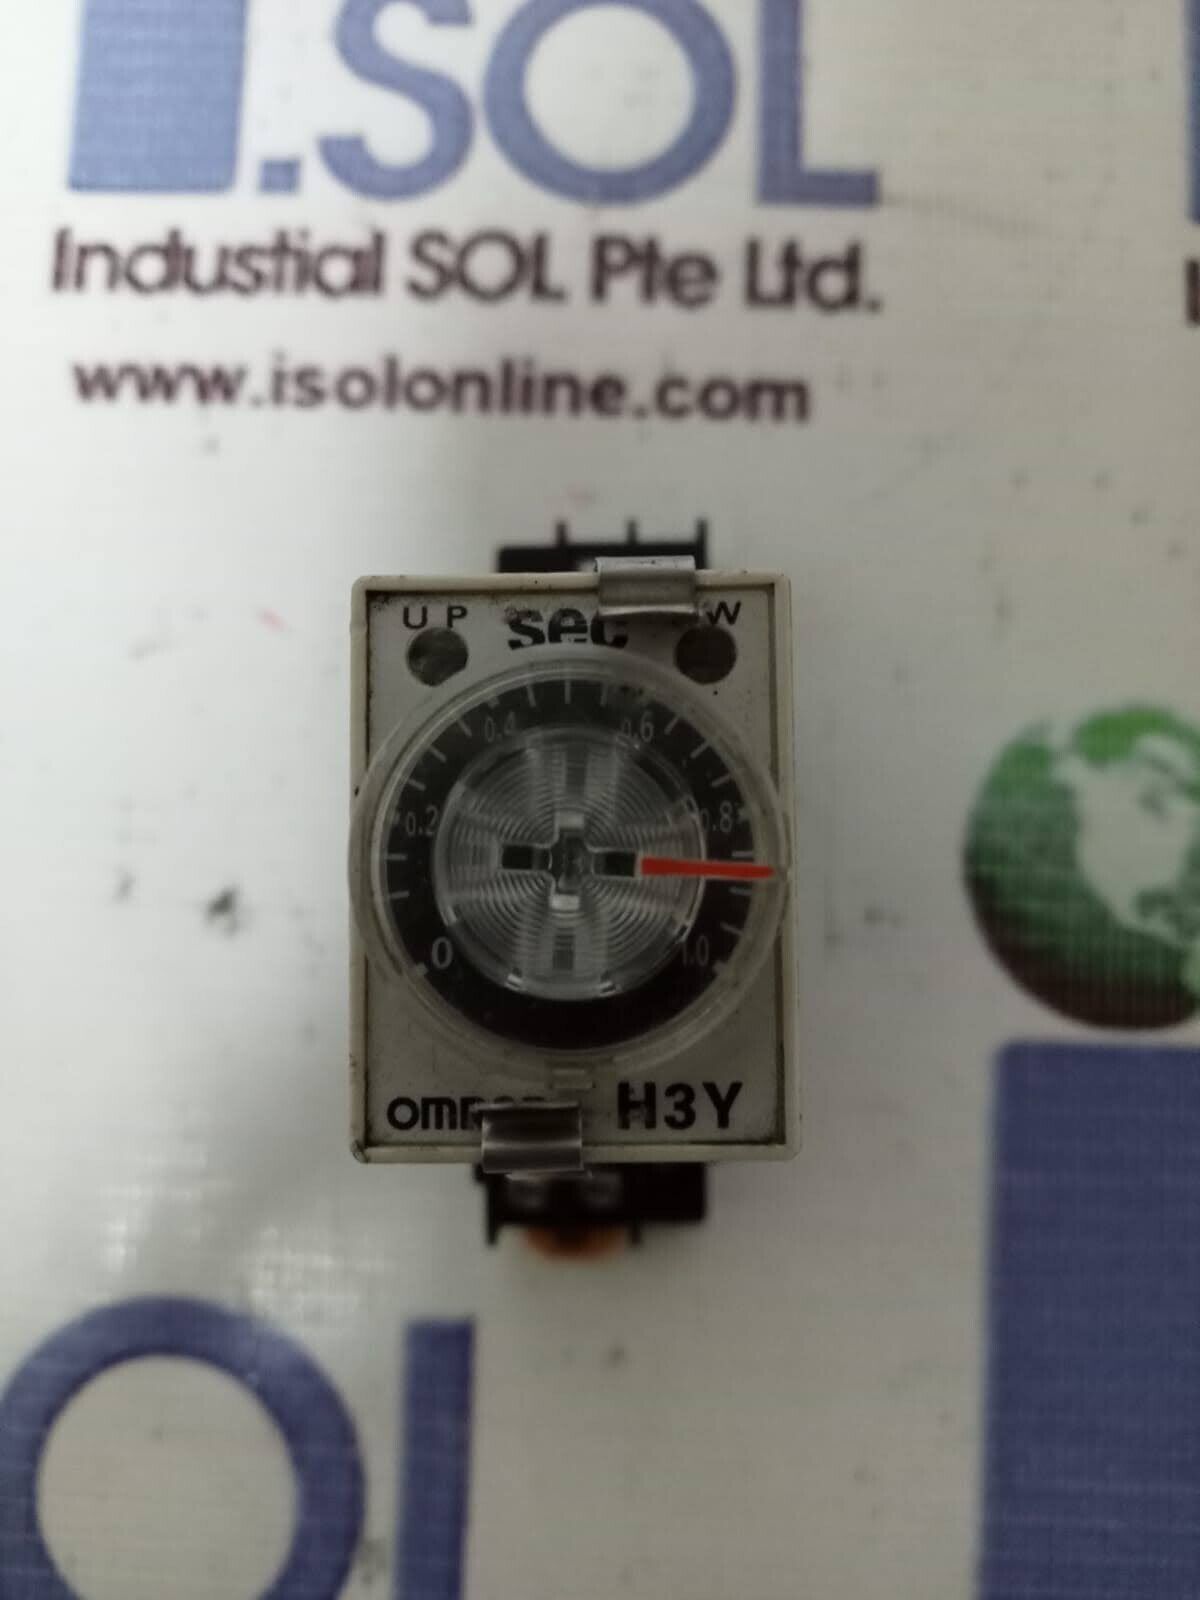 I.SOL
Industial SOL Pte Ltd.
www.isolonline.com
UP sec
0.4 0.6
0.2 0.8
0 1.0
H3Y